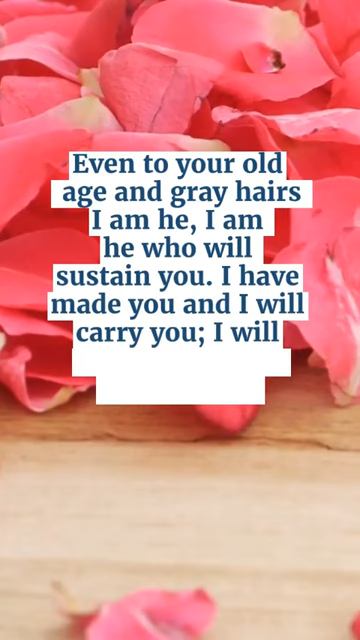 Even to your old
age and gray hairs
I am he, I am
he who will
sustain you. I have
made you and I will
carry you; I will